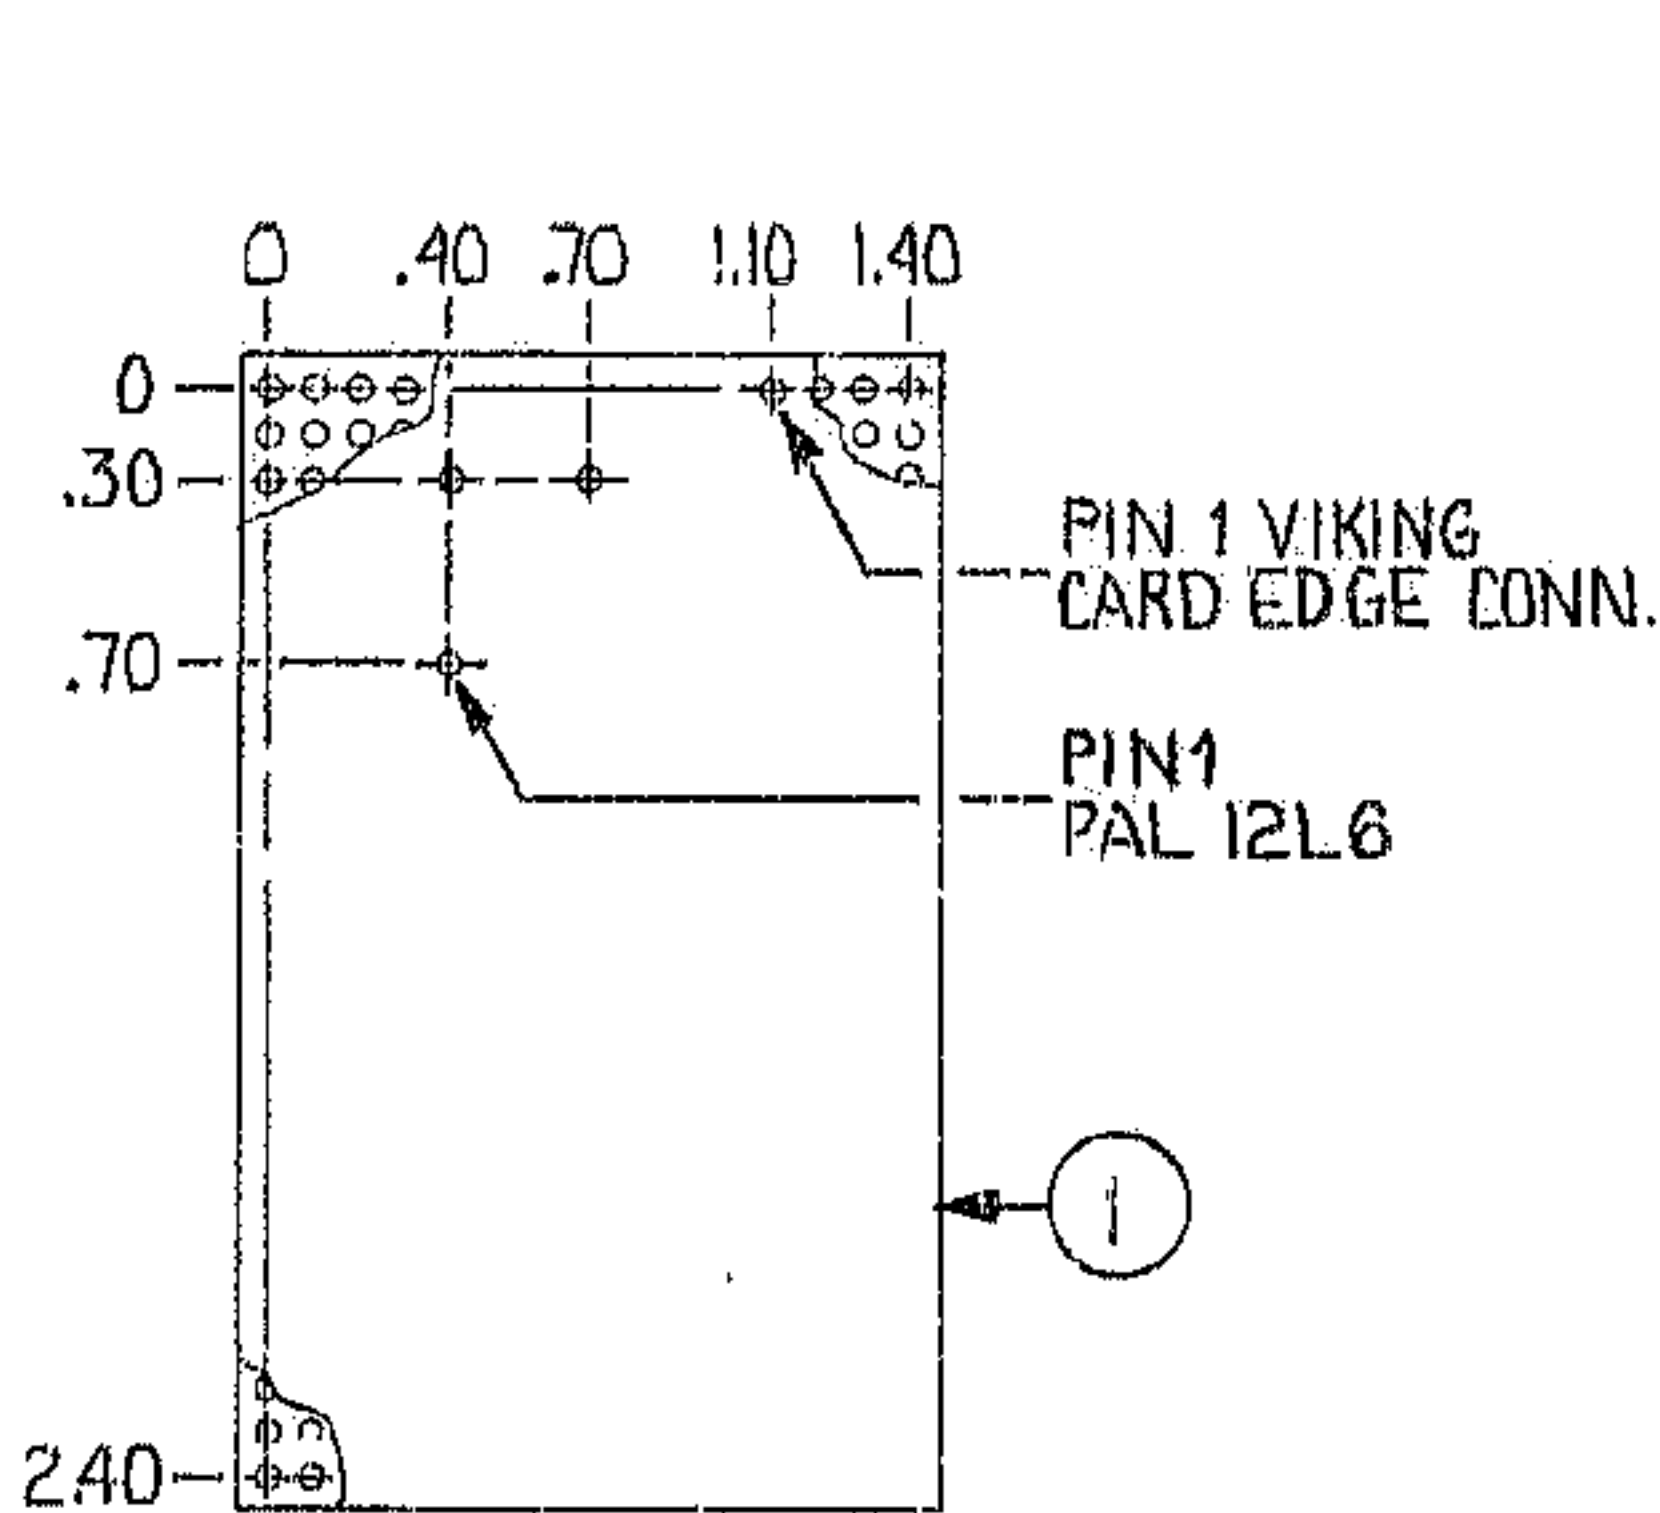 0 .40 .70 1.10 1.40
0
.30
PIN 1 VIKING
CARD EDGE CONN.
.70
PIN1
PAL 12L6
1
2.40